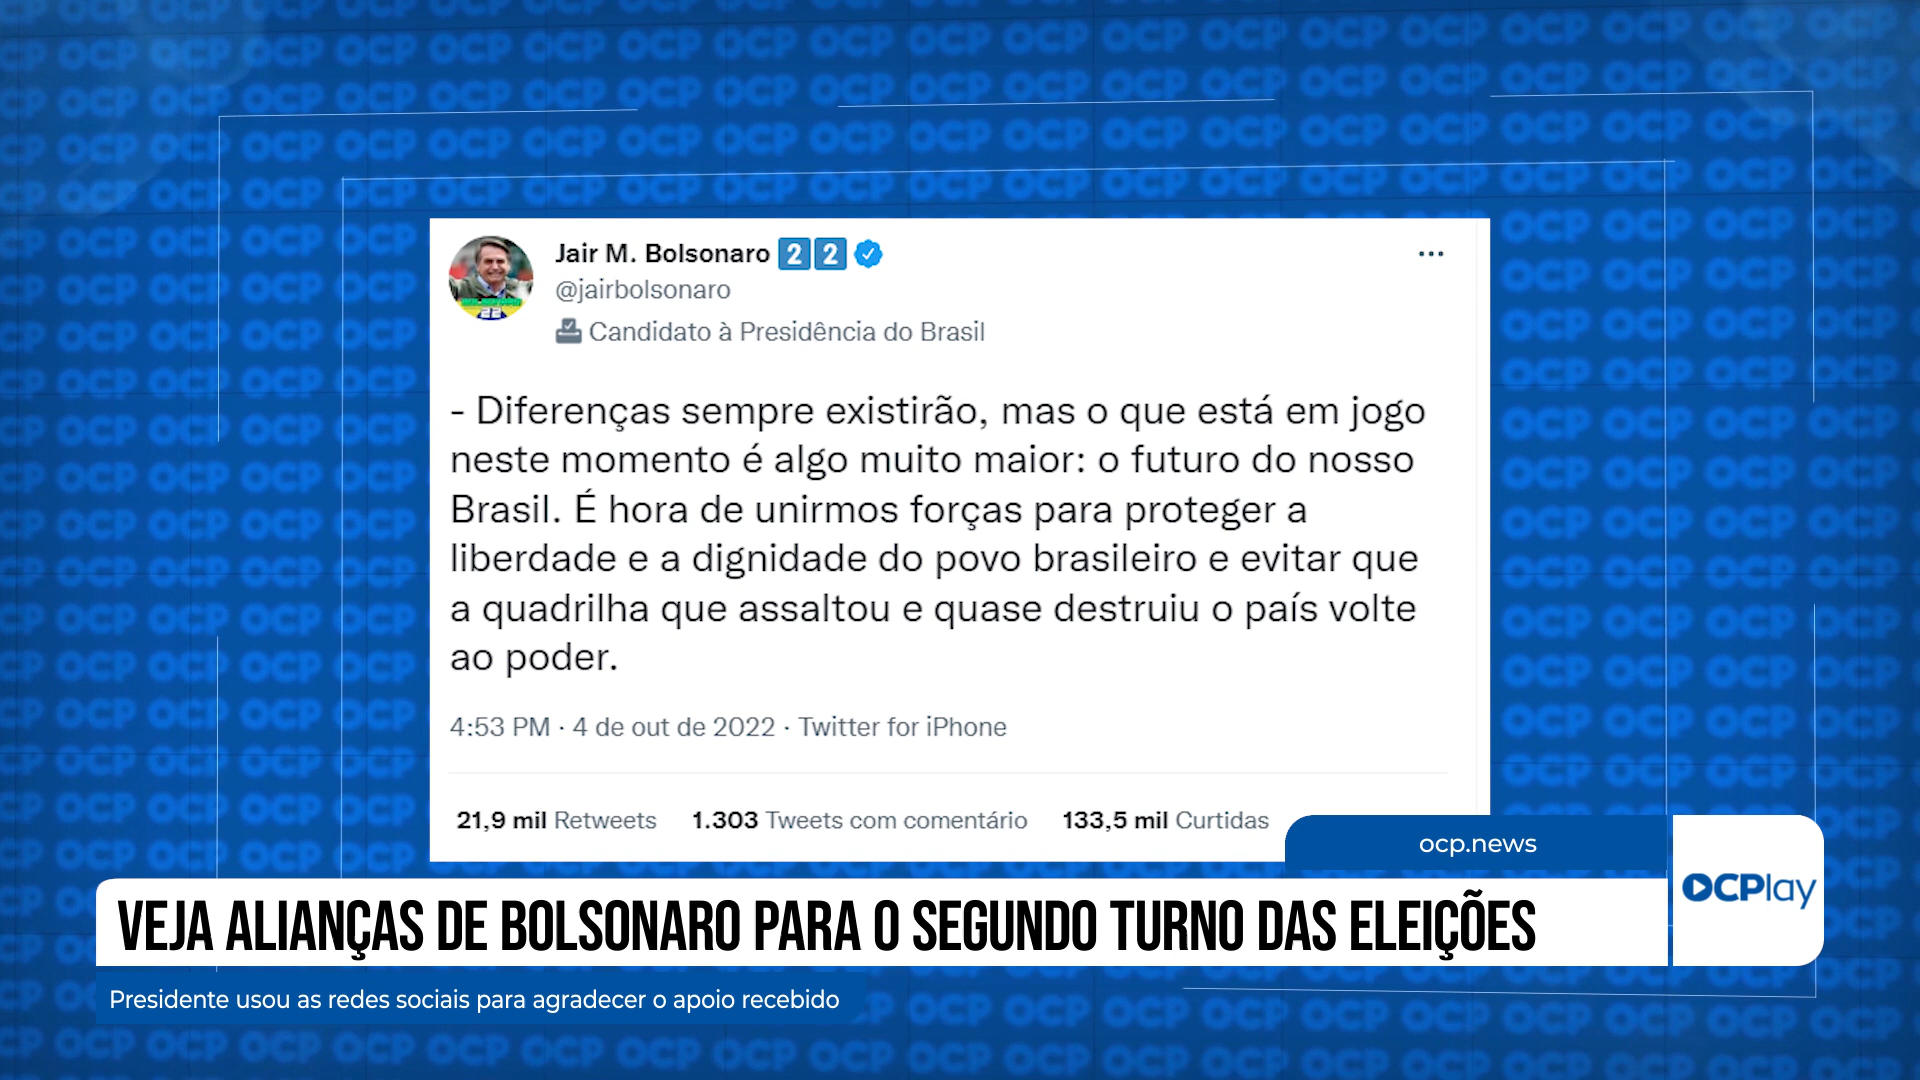 Jair M. Bolsonaro 2 2
@jairbolsonaro
Candidato à Presidência do Brasil
- Diferenças sempre existirão, mas o que está em jogo
neste momento é algo muito maior: o futuro do nosso
Brasil. É hora de unirmos forças para proteger a
liberdade e a dignidade do povo brasileiro e evitar que
a quadrilha que assaltou e quase destruiu o país volte
ao poder.
4:53 PM · 4 de out de 2022 · Twitter for iPhone
21,9 mil Retweets 1.303 Tweets com comentário 133,5 mil Curtidas
ocp.news
OCPlay
VEJA ALIANÇAS DE BOLSONARO PARA O SEGUNDO TURNO DAS ELEIÇÕES
Presidente usou as redes sociais para agradecer o apoio recebido